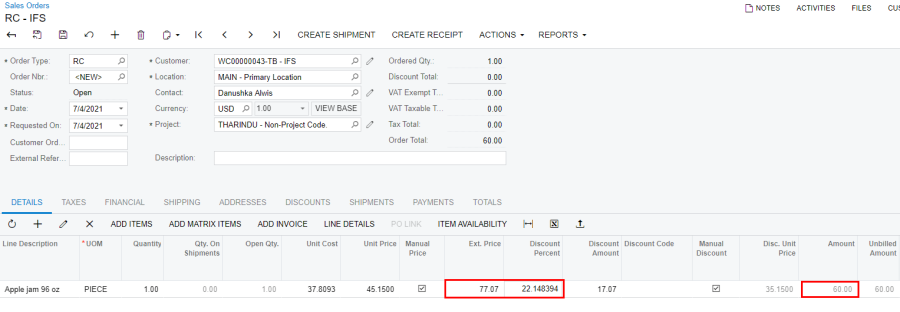 Sales Orders
RC - IFS
NOTES ACTIVITIES FILES CUS
CREATE SHIPMENT CREATE RECEIPT ACTIONS REPORTS
* Order Type: RC * Customer: WC00000043-TB - IFS Ordered Qty.: 1.00
Order Nbr.: <NEW> * Location: MAIN - Primary Location Discount Total: 0.00
Status: Open Contact: Danushka Alwis VAT Exempt T... 0.00
* Date: 7/4/2021 Currency: USD 1.00 VIEW BASE VAT Taxable T... 0.00
* Requested On: 7/4/2021 * Project: THARINDU - Non-Project Code. Tax Total: 0.00
Customer Ord... Order Total: 60.00
External Refer... Description:
DETAILS TAXES FINANCIAL SHIPPING ADDRESSES DISCOUNTS SHIPMENTS PAYMENTS TOTALS
ADD ITEMS ADD MATRIX ITEMS ADD INVOICE LINE DETAILS PO LINK ITEM AVAILABILITY
Line Description * UOM Quantity Qty. On Shipments Open Qty. Unit Cost Unit Price Manual Price Ext. Price Discount Percent Discount Amount Discount Code Manual Discount Disc. Unit Price Amount Unbilled Amount
Apple jam 96 oz PIECE 1.00 0.00 1.00 37.8093 45.1500 77.07 22.148394 17.07 35.1500 60.00 60.00